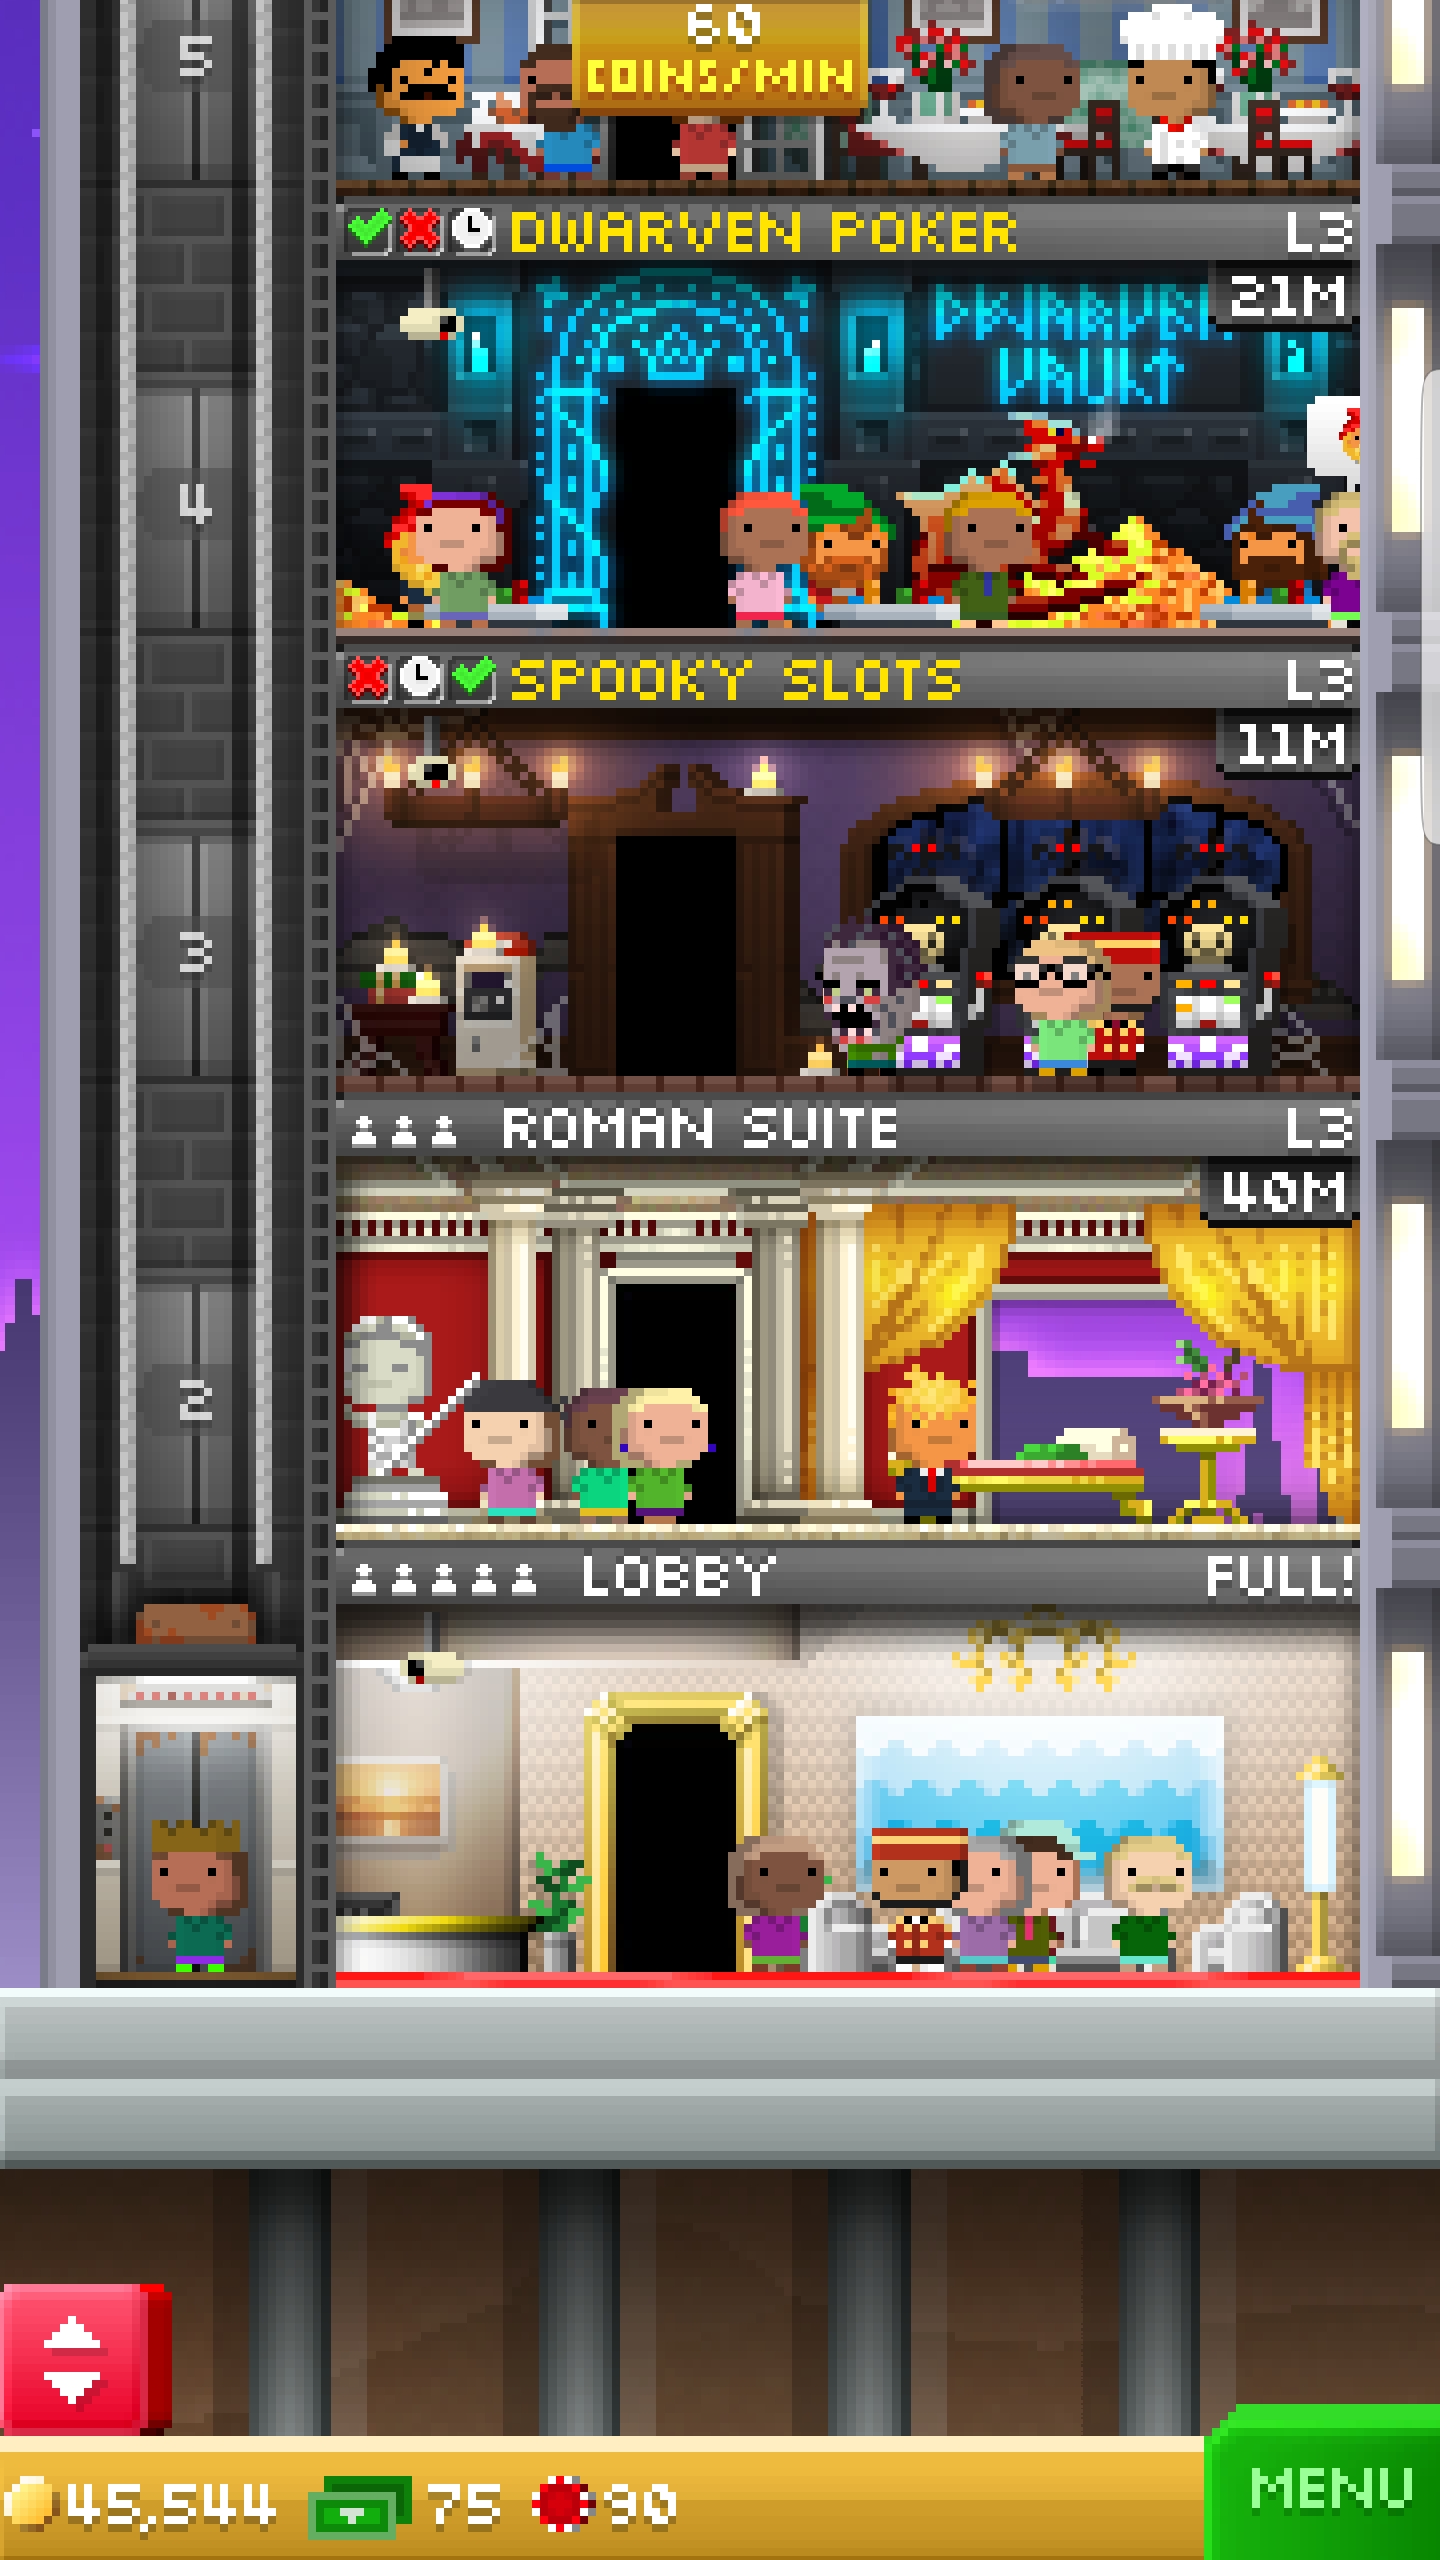 5
60
COINS/MIN
DWARVEN POKER
L3
21M
DWARVEN
VAULT
4
SPOOKY SLOTS
L3
11M
3
ROMAN SUITE
L3
40M
2
LOBBY
FULL!
45,544
75
90
MENU